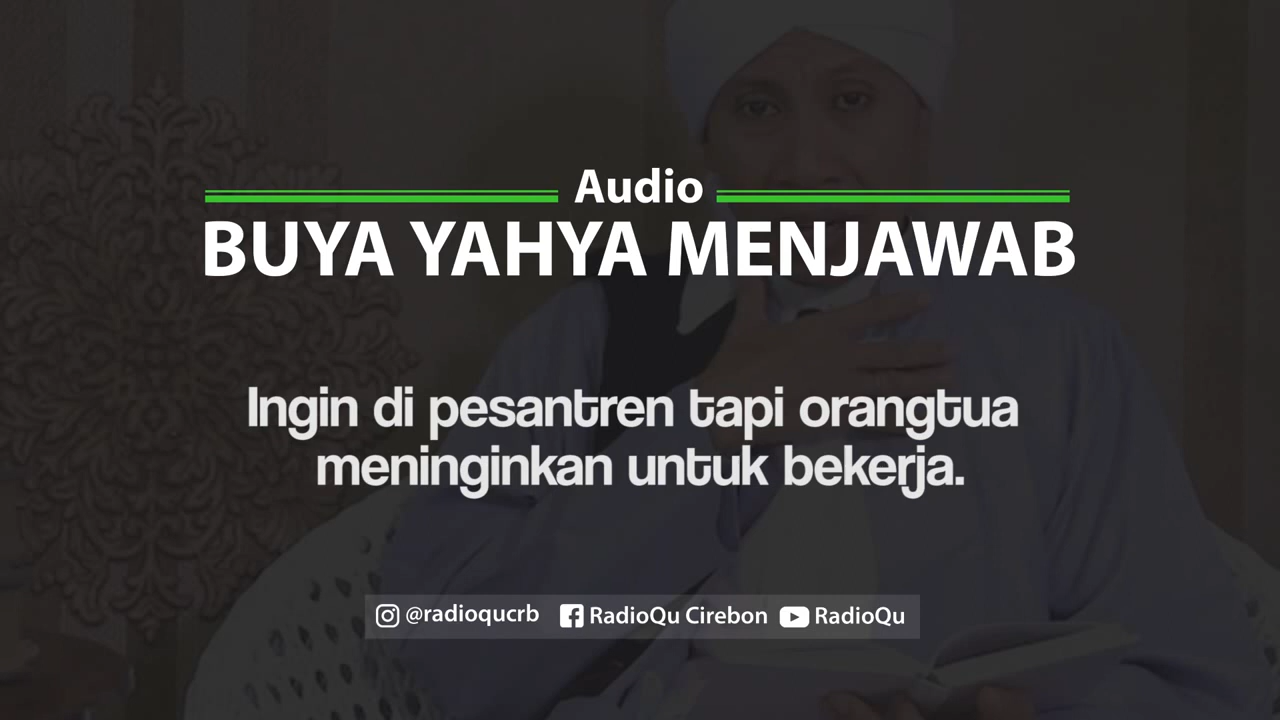 Audio
BUYA YAHYA MENJAWAB
Ingin di pesantren tapi orangtua
meninginkan untuk bekerja.
@radioqucrb RadioQu Cirebon RadioQu